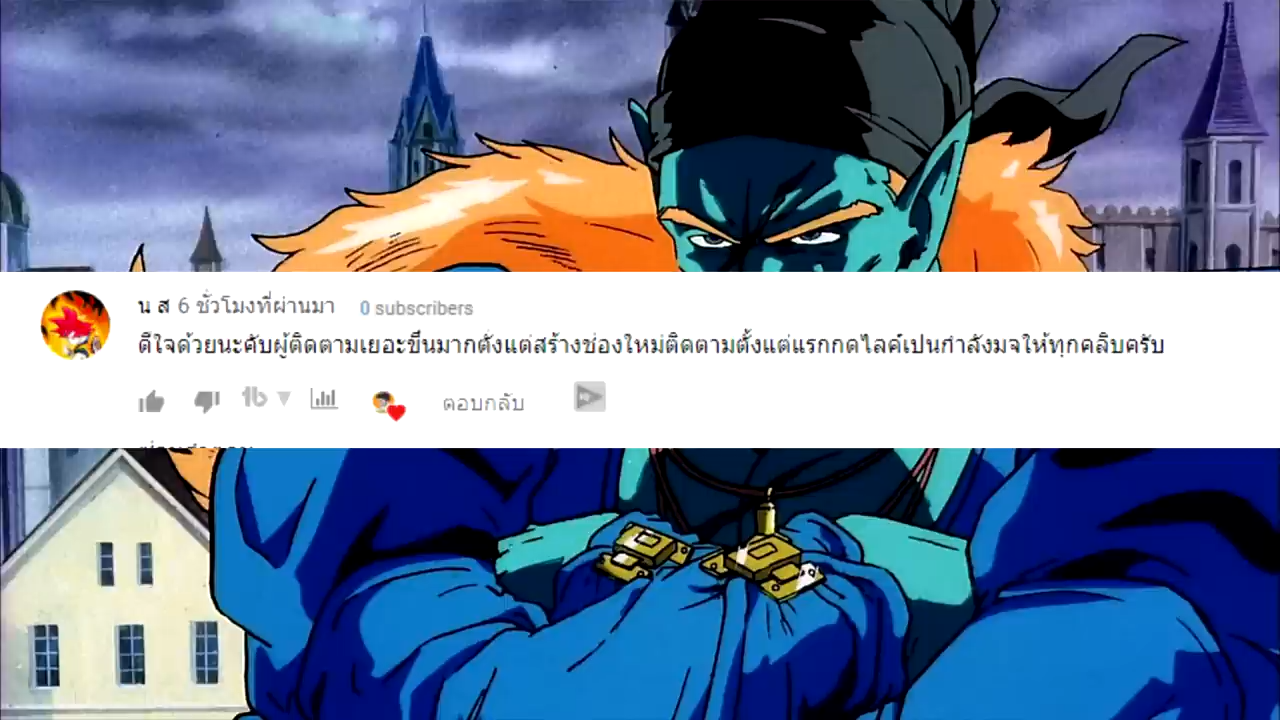 น ส 6 ชั่วโมงที่ผ่านมา 0 subscribers
ดีใจด้วยนะคับผู้ติดตามเยอะขึ้นมากตั่งแต่สร้างช่องใหม่ติดตามตั้งแต่แรกกดไลค์เปนกำลังมจให้ทุกคลิบครับ
ตอบกลับ